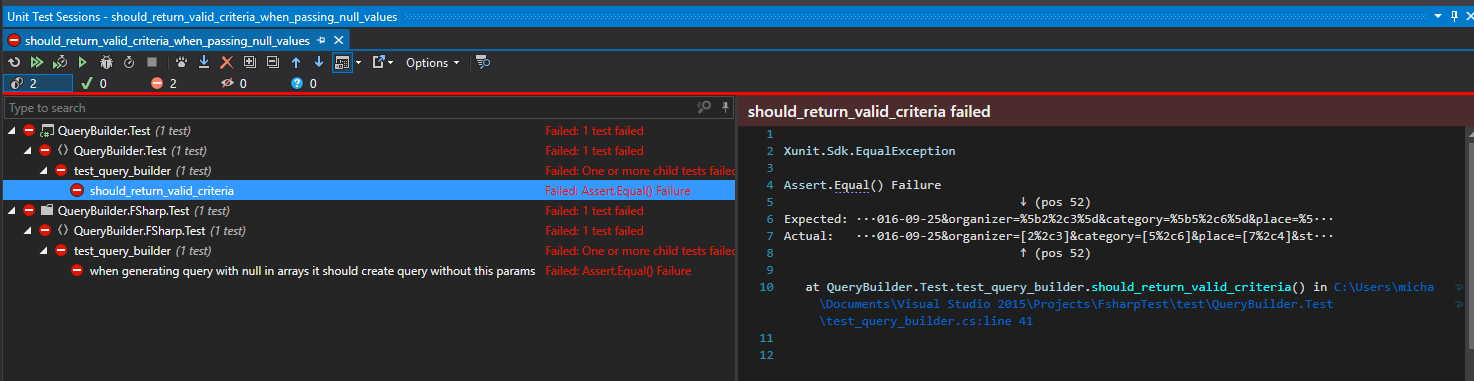 Unit Test Sessions - should_return_valid_criteria_when_passing_null_values
should_return_valid_criteria_when_passing_null_values
Options
2 0 2 0 0
Type to search
QueryBuilder.Test (1 test) Failed: 1 test failed
QueryBuilder.Test (1 test) Failed: 1 test failed
test_query_builder (1 test) Failed: One or more child tests failed
should_return_valid_criteria Failed: Assert.Equal() Failure
QueryBuilder.FSharp.Test (1 test) Failed: 1 test failed
QueryBuilder.FSharp.Test (1 test) Failed: 1 test failed
test_query_builder (1 test) Failed: One or more child tests failed
when generating query with null in arrays it should create query without this params Failed: Assert.Equal() Failure
should_return_valid_criteria failed
1
2 Xunit.Sdk.EqualException
3
4 Assert.Equal() Failure
5 ↓ (pos 52)
6 Expected: ···016-09-25&organizer=%5b2%2c3%5d&category=%5b5%2c6%5d&place=%5···
7 Actual: ···016-09-25&organizer=[2%2c3]&category=[5%2c6]&place=[7%2c4]&st···
8 ↑ (pos 52)
9
10 at QueryBuilder.Test.test_query_builder.should_return_valid_criteria() in C:\Users\micha
\Documents\Visual Studio 2015\Projects\FsharpTest\test\QueryBuilder.Test
\test_query_builder.cs:line 41
11
12